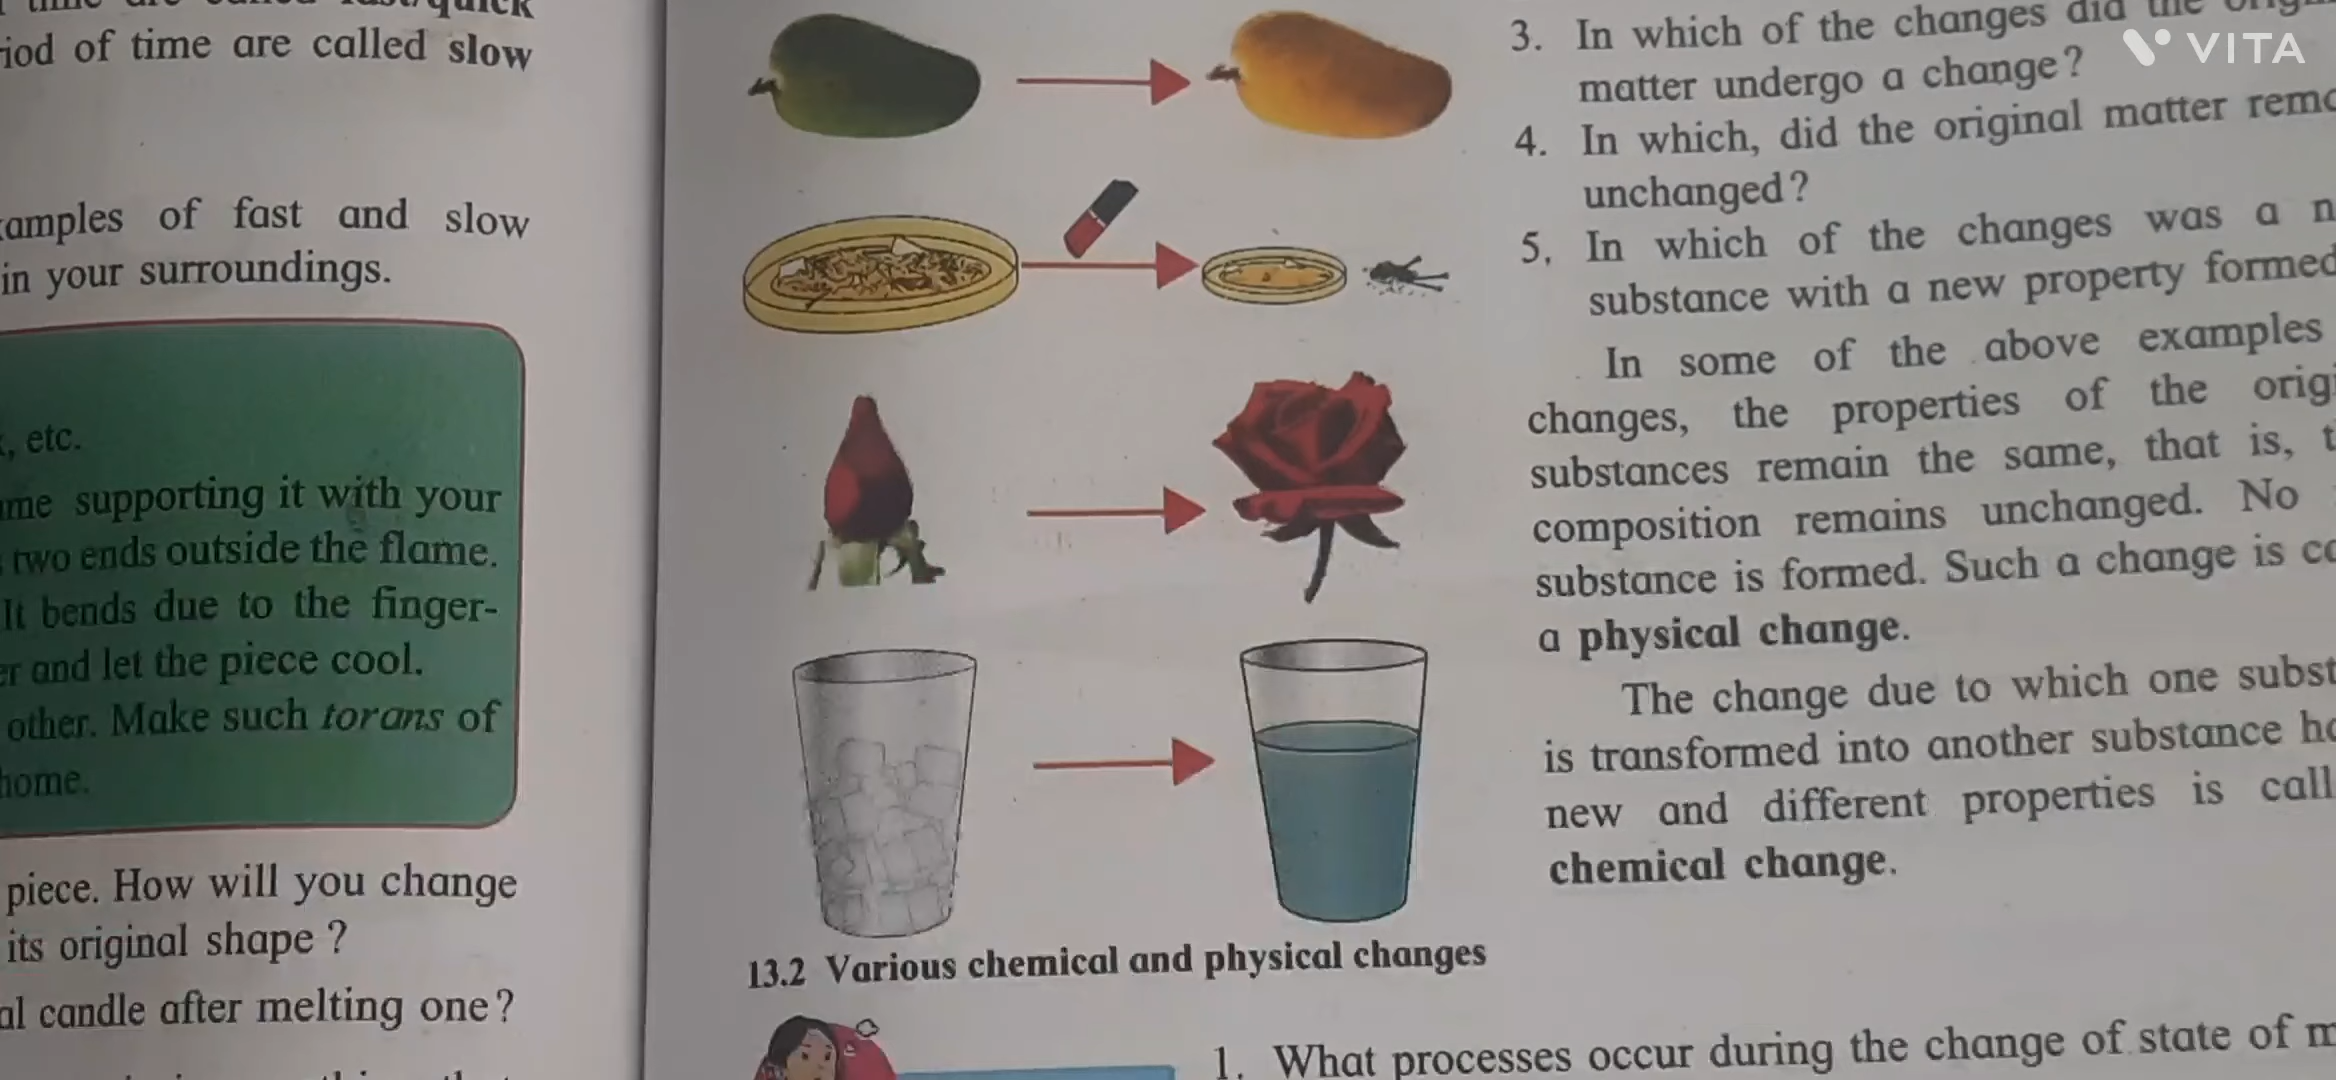 are called fast/quick
of time are called slow
of fast and slow
in your surroundings.
etc.
supporting it with your
two ends outside the flame.
It bends due to the finger-
and let the piece cool.
other. Make such torans of
home.
piece. How will you change
its original shape ?
candle after melting one?
13.2 Various chemical and physical changes
3. In which of the changes did the
matter undergo a change?
4. In which, did the original matter
unchanged?
5. In which of the changes was a
substance with a new property formed
In some of the above examples
changes, the properties of the
substances remain the same, that is,
composition remains unchanged. No
substance is formed. Such a change is
a physical change.
The change due to which one
is transformed into another substance
new and different properties is
chemical change.
1. What processes occur during the change of state of
VITA